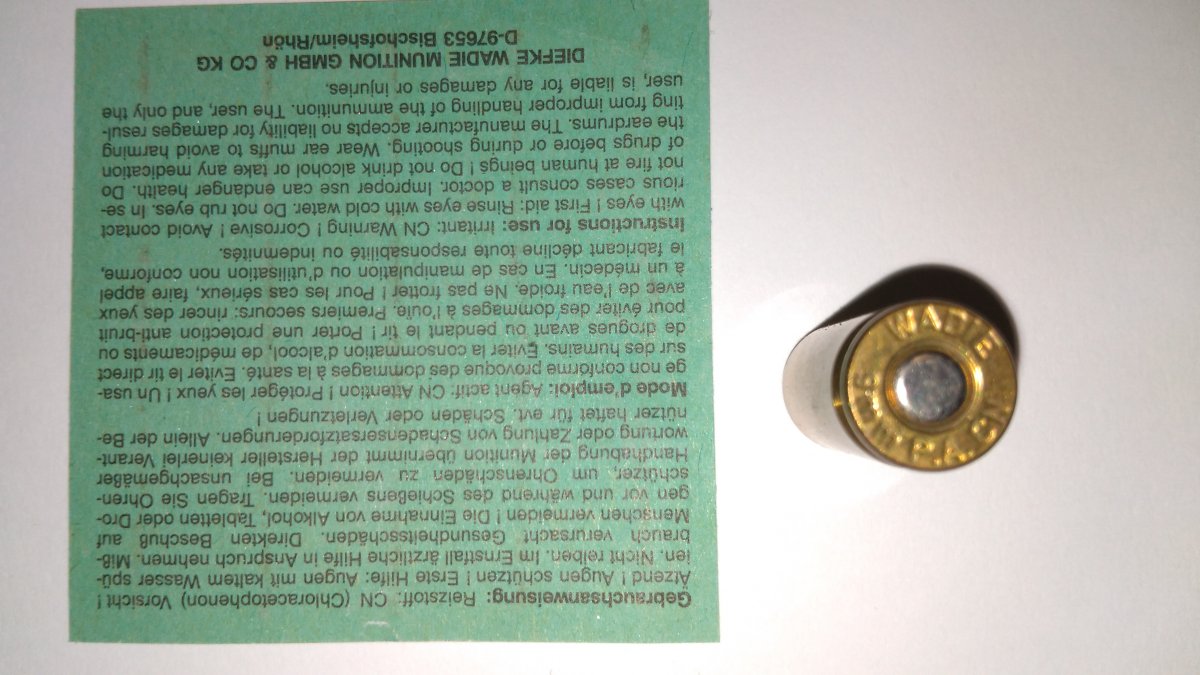 Gebrauchsanweisung: Reizstoff: CN (Chloracetophenon) Vorsicht !
Ätzend ! Augen schützen ! Erste Hilfe: Augen mit kaltem Wasser spü-
len. Nicht reiben. Im Ernstfall ärztliche Hilfe in Anspruch nehmen. Miß-
brauch verursacht Gesundheitsschäden. Direkten Beschuß auf
Menschen vermeiden ! Die Einnahme von Alkohol, Tabletten oder Dro-
gen vor und während des Schießens vermeiden. Tragen Sie Ohren-
schützer, um Ohrenschäden zu vermeiden. Bei unsachgemäßer
Handhabung der Munition übernimmt der Hersteller keinerlei Verant-
wortung oder Zahlung von Schadensersatzforderungen. Allein der Be-
nützer haftet für evt. Schäden oder Verletzungen !
Mode d'emploi: Agent actif: CN Attention ! Protéger les yeux ! Un usa-
ge non conforme provoque des dommages à la santé. Eviter le tir direct
sur des humains. Eviter la consommation d'alcool, de médicaments ou
de drogues avant ou pendant le tir ! Porter une protection anti-bruit
pour éviter des dommages à l'ouïe. Premiers secours: rincer des yeux
avec de l'eau froide. Ne pas frotter ! Pour les cas sérieux, faire appel
à un médecin. En cas de manipulation ou d'utilisation non conforme,
le fabricant décline toute responsabilité ou indemnités.
Instructions for use: Irritant: CN Warning ! Corrosive ! Avoid contact
with eyes ! First aid: Rinse eyes with cold water. Do not rub eyes. In se-
rious cases consult a doctor. Improper use can endanger health. Do
not fire at human beings ! Do not drink alcohol or take any medication
of drugs before or during shooting. Wear ear muffs to avoid harming
the eardrums. The manufacturer accepts no liability for damages resul-
ting from improper handling of the ammunition. The user, and only the
user, is liable for any damages or injuries.
DIEFKE WADIE MUNITION GMBH & CO KG
D-97653 Bischofsheim/Rhön
WADIE
9mm P.A. CN